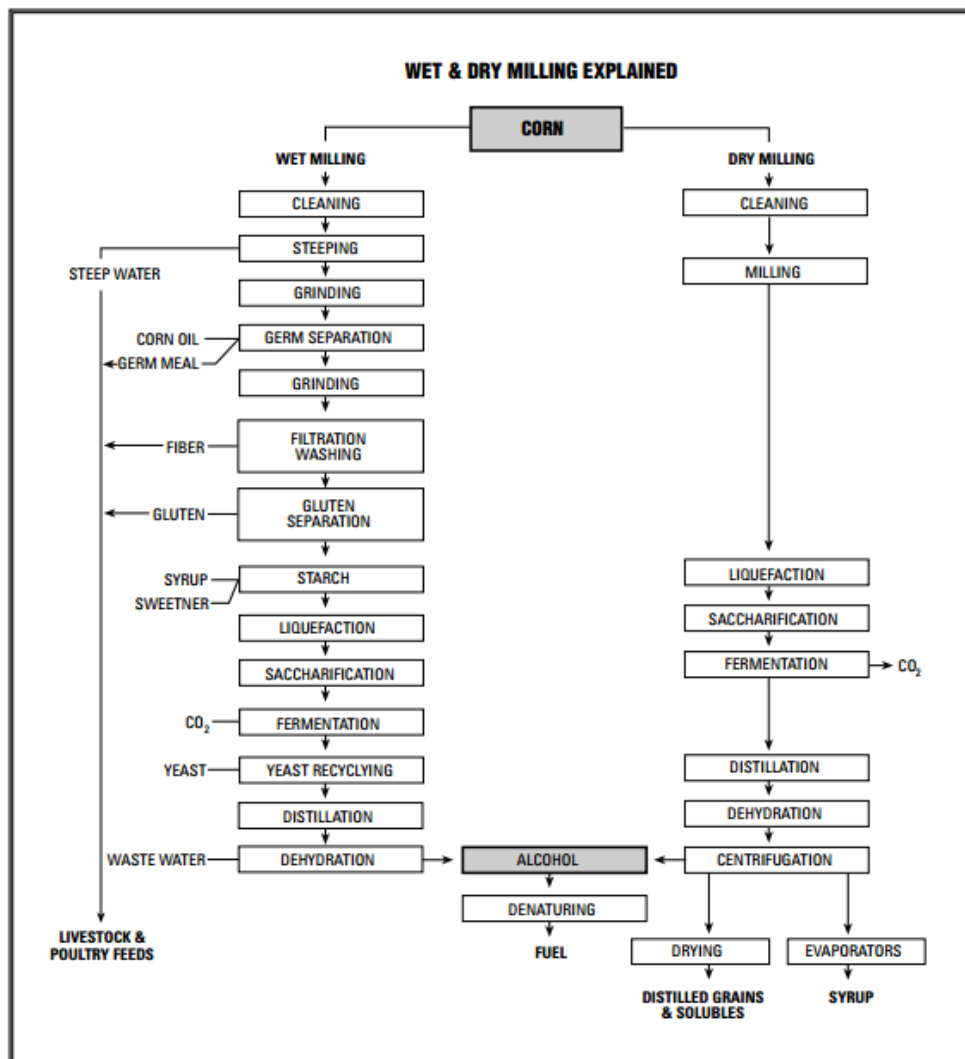 WET & DRY MILLING EXPLAINED
CORN
WET MILLING
CLEANING
STEEPING
STEEP WATER
GRINDING
CORN OIL
GERM SEPARATION
GERM MEAL
GRINDING
FILTRATION
WASHING
FIBER
GLUTEN
SEPARATION
GLUTEN
STARCH
SYRUP
SWEETNER
LIQUEFACTION
SACCHARIFICATION
CO₂
FERMENTATION
YEAST
YEAST RECYCLYING
DISTILLATION
WASTE WATER
DEHYDRATION
LIVESTOCK &
POULTRY FEEDS
ALCOHOL
DENATURING
FUEL
DRY MILLING
CLEANING
MILLING
LIQUEFACTION
SACCHARIFICATION
FERMENTATION
CO₂
DISTILLATION
DEHYDRATION
CENTRIFUGATION
DRYING
DISTILLED GRAINS
& SOLUBLES
EVAPORATORS
SYRUP